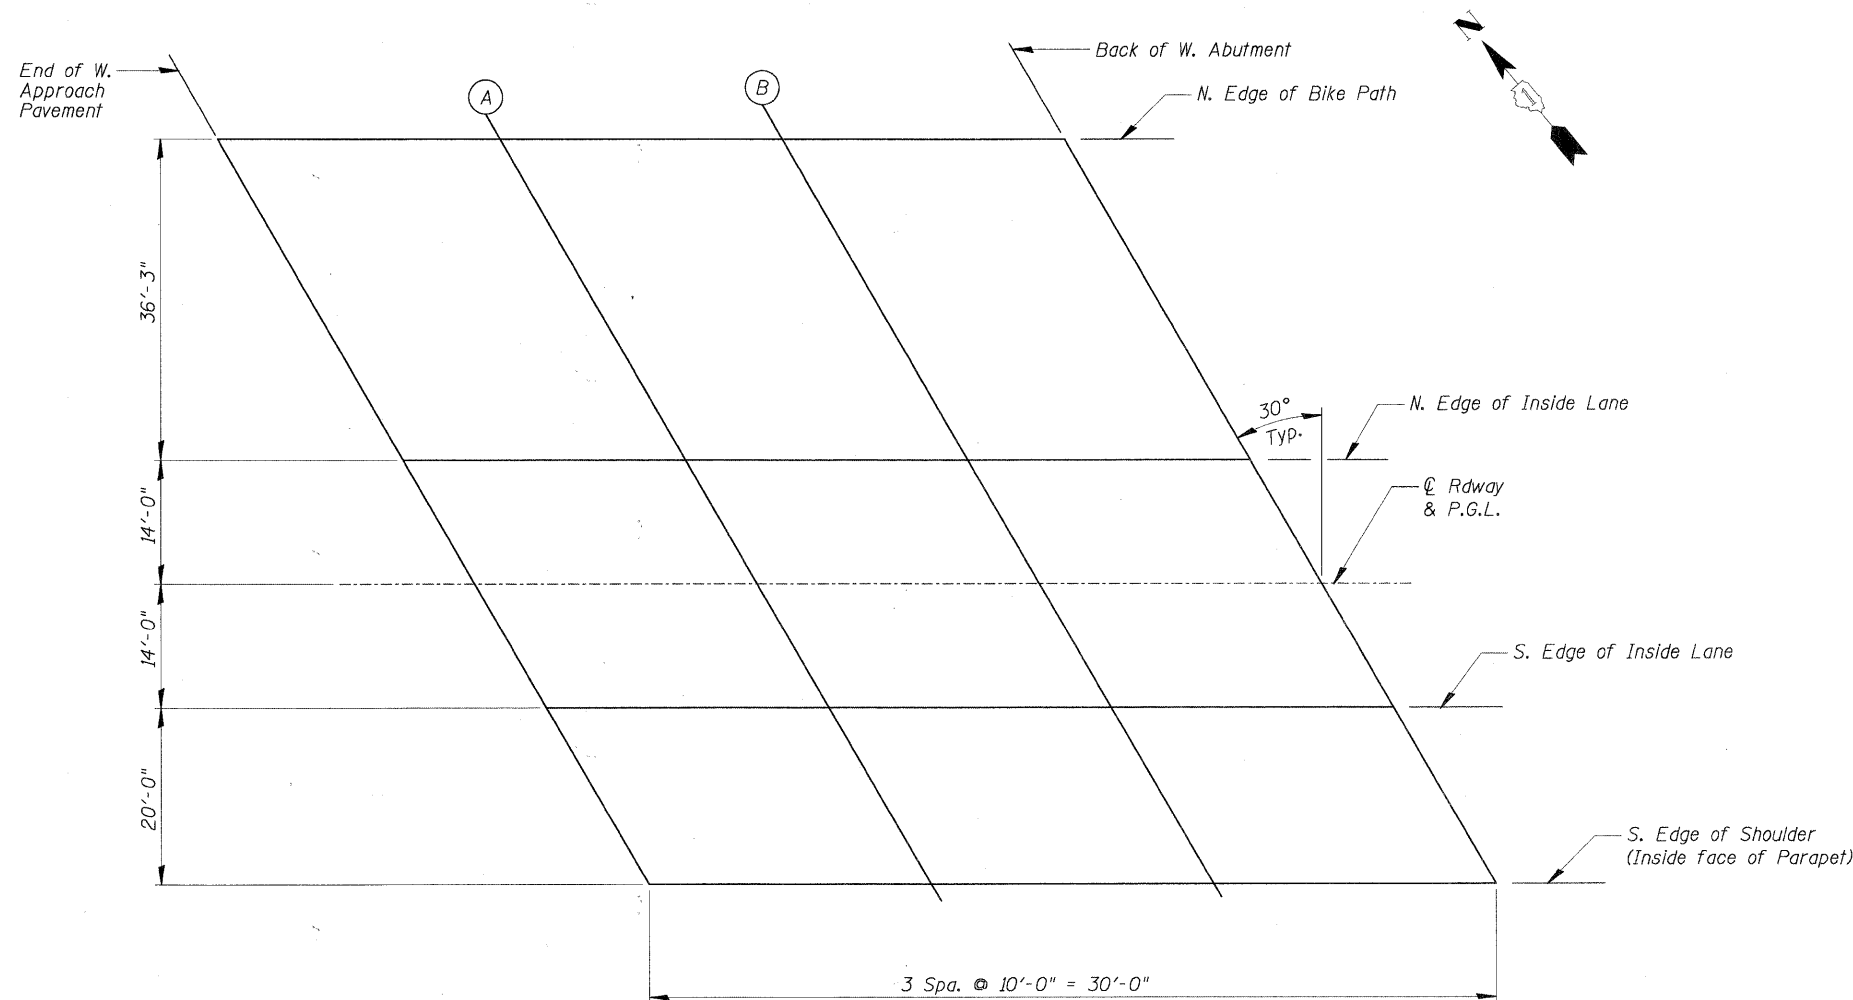 End of W.
Approach
Pavement
A
B
Back of W. Abutment
N. Edge of Bike Path
N
1
36'-3"
14'-0"
14'-0"
20'-0"
30°
TYP.
N. Edge of Inside Lane
℄ Rdway
& P.G.L.
S. Edge of Inside Lane
S. Edge of Shoulder
(Inside face of Parapet)
3 Spa. @ 10'-0" = 30'-0"